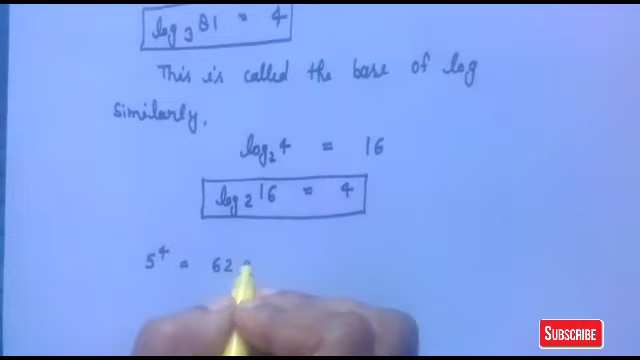 log₃ 81 = 4
This is called the base of log
Similarly,
log₂ 4 = 16
log₂ 16 = 4
5⁴ = 62
SUBSCRIBE